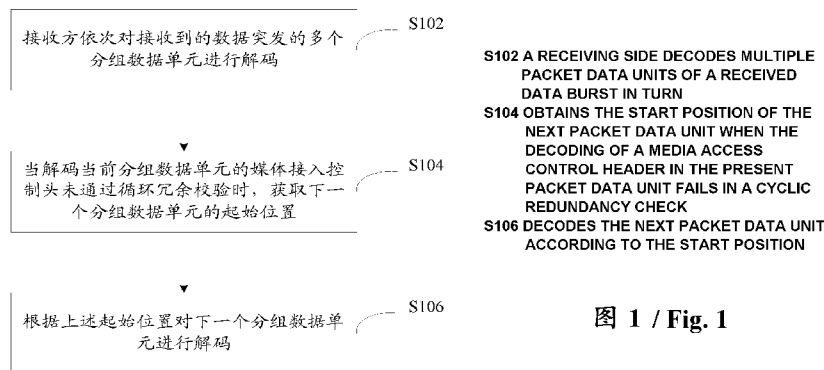 接收方依次对接收到的数据突发的多个
分组数据单元进行解码
S102
当解码当前分组数据单元的媒体接入控
制头未通过循环冗余校验时，获取下一
个分组数据单元的起始位置
S104
根据上述起始位置对下一个分组数据单
元进行解码
S106
S102 A RECEIVING SIDE DECODES MULTIPLE
PACKET DATA UNITS OF A RECEIVED
DATA BURST IN TURN
S104 OBTAINS THE START POSITION OF THE
NEXT PACKET DATA UNIT WHEN THE
DECODING OF A MEDIA ACCESS
CONTROL HEADER IN THE PRESENT
PACKET DATA UNIT FAILS IN A CYCLIC
REDUNDANCY CHECK
S106 DECODES THE NEXT PACKET DATA UNIT
ACCORDING TO THE START POSITION
图 1 / Fig. 1